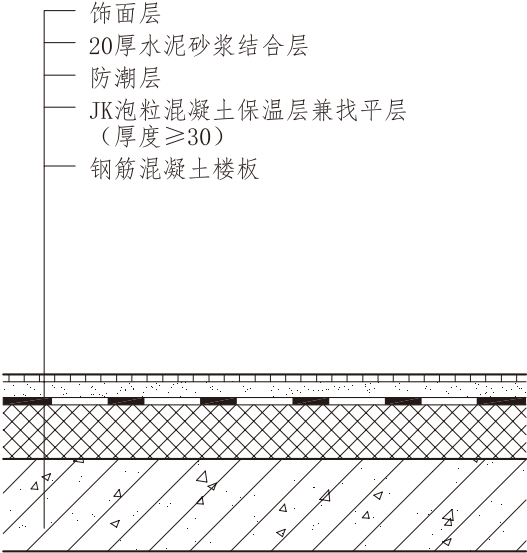 饰面层
20厚水泥砂浆结合层
防潮层
JK泡粒混凝土保温层兼找平层
（厚度≥30）
钢筋混凝土楼板